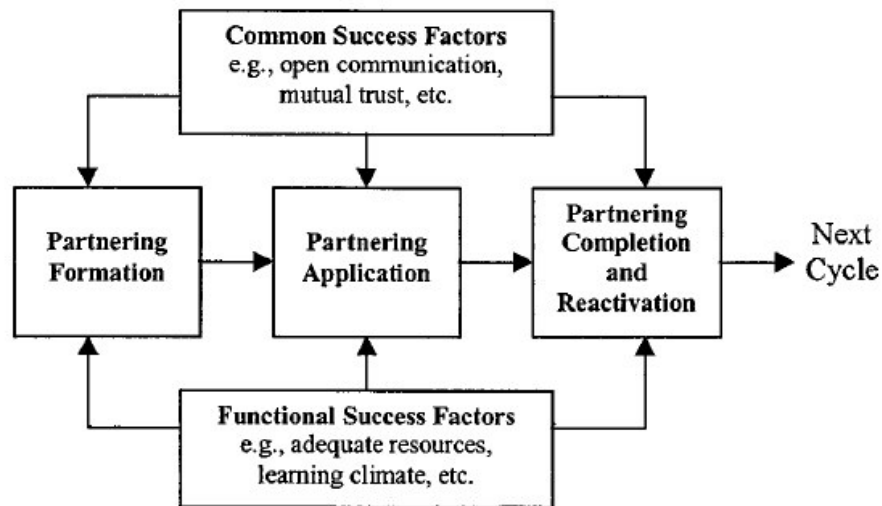 Common Success Factors
e.g., open communication,
mutual trust, etc.
Partnering
Formation
Partnering
Application
Partnering
Completion
and
Reactivation
Next
Cycle
Functional Success Factors
e.g., adequate resources,
learning climate, etc.